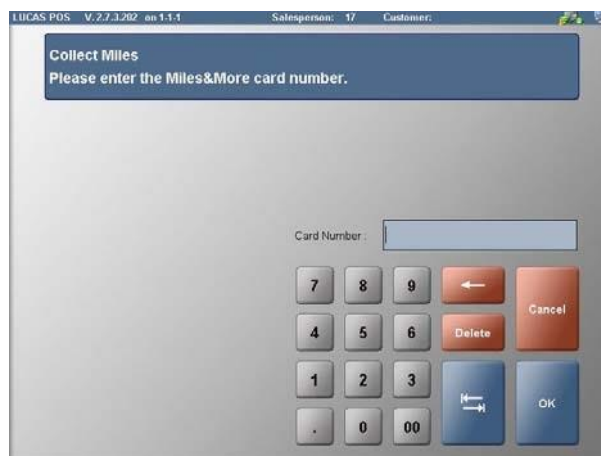 LUCAS POS V. 2.7.3.202 on 1-1-1 Salesperson: 17 Customer:
Collect Miles
Please enter the Miles&More card number.
Card Number :
7 8 9
Cancel
4 5 6 Delete
1 2 3
OK
. 0 00